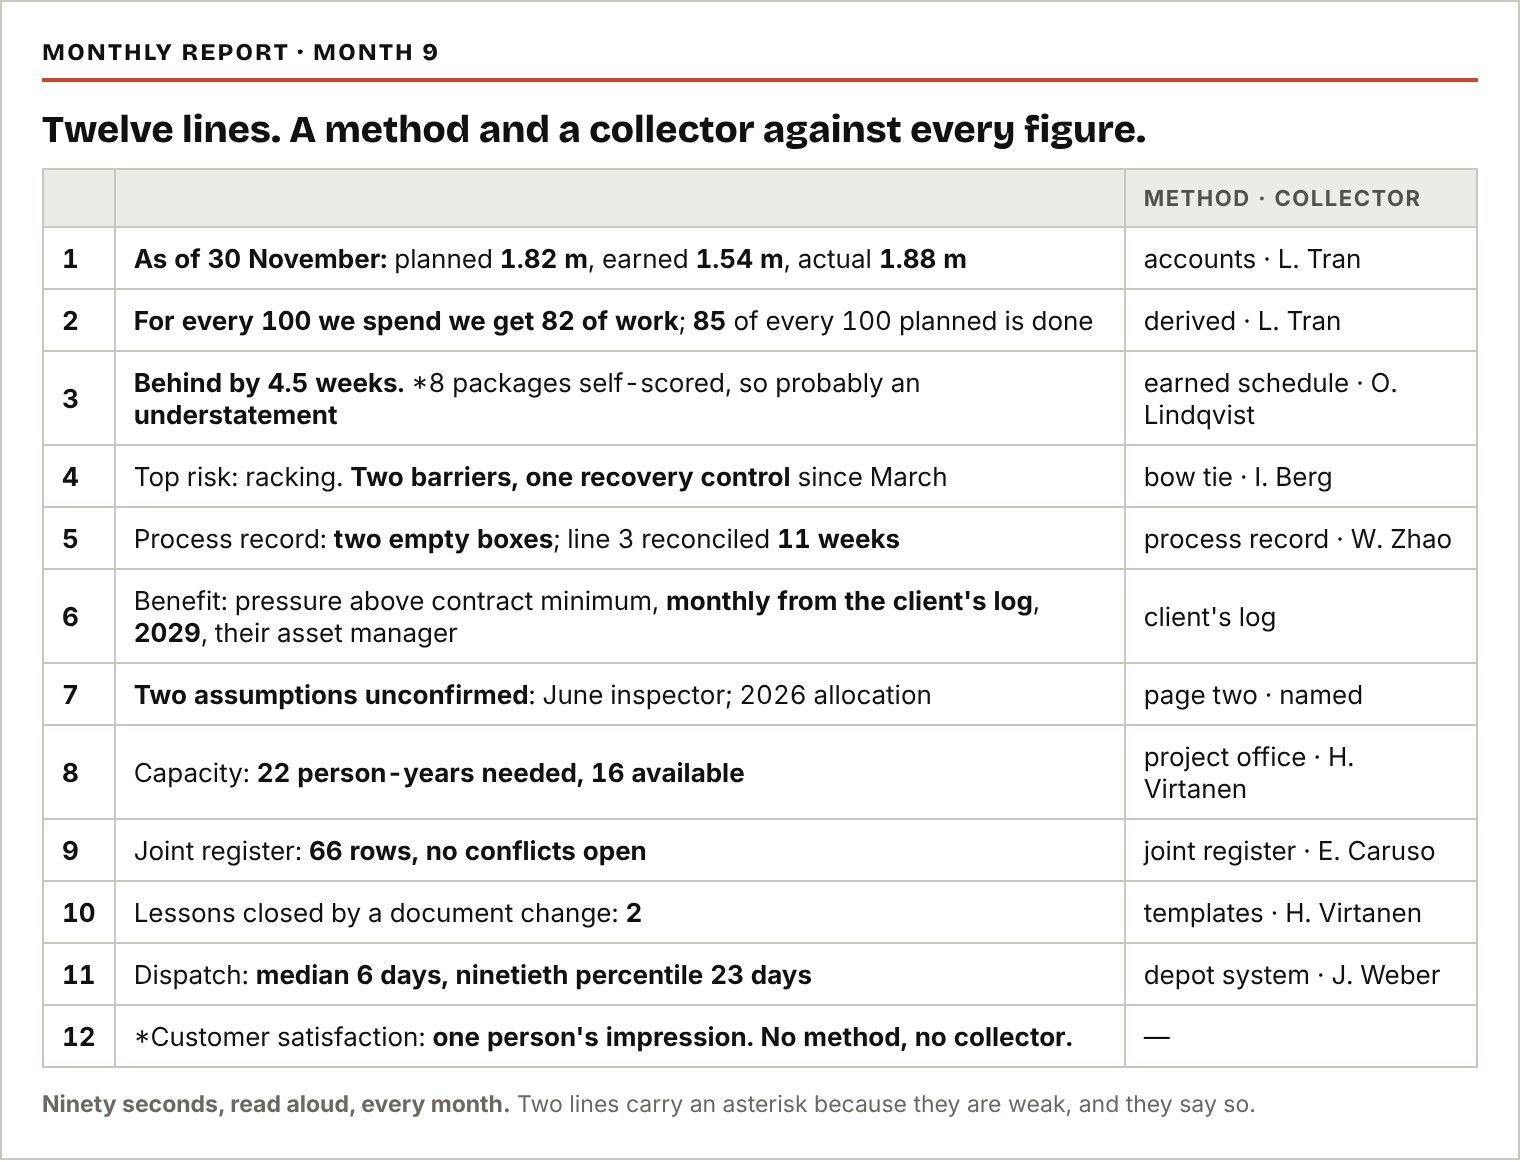 MONTHLY REPORT · MONTH 9
Twelve lines. A method and a collector against every figure.
METHOD · COLLECTOR
1 As of 30 November: planned 1.82 m, earned 1.54 m, actual 1.88 m accounts · L. Tran
2 For every 100 we spend we get 82 of work; 85 of every 100 planned is done derived · L. Tran
3 Behind by 4.5 weeks. *8 packages self-scored, so probably an
understatement
earned schedule · O.
Lindqvist
4 Top risk: racking. Two barriers, one recovery control since March bow tie · I. Berg
5 Process record: two empty boxes; line 3 reconciled 11 weeks process record · W. Zhao
6 Benefit: pressure above contract minimum, monthly from the client's log,
2029, their asset manager
client's log
7 Two assumptions unconfirmed: June inspector; 2026 allocation page two · named
8 Capacity: 22 person-years needed, 16 available
project office · H.
Virtanen
9 Joint register: 66 rows, no conflicts open joint register · E. Caruso
10 Lessons closed by a document change: 2 templates · H. Virtanen
11 Dispatch: median 6 days, ninetieth percentile 23 days depot system · J. Weber
12 *Customer satisfaction: one person's impression. No method, no collector. —
Ninety seconds, read aloud, every month. Two lines carry an asterisk because they are weak, and they say so.